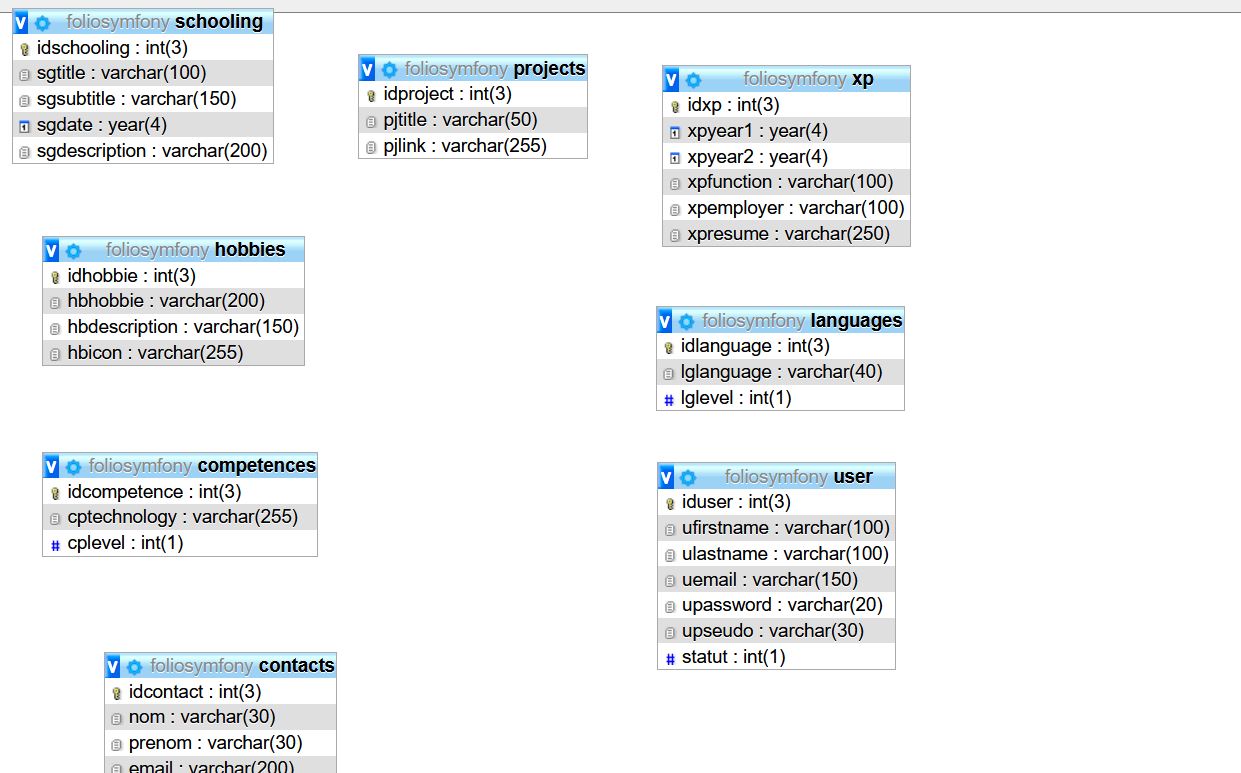 foliosymfony schooling
idschooling : int(3)
sgtitle : varchar(100)
sgsubtitle : varchar(150)
sgdate : year(4)
sgdescription : varchar(200)
foliosymfony projects
idproject : int(3)
pjtitle : varchar(50)
pjlink : varchar(255)
foliosymfony xp
idxp : int(3)
xpyear1 : year(4)
xpyear2 : year(4)
xpfunction : varchar(100)
xpemployer : varchar(100)
xpresume : varchar(250)
foliosymfony hobbies
idhobbie : int(3)
hbhobbie : varchar(200)
hbdescription : varchar(150)
hbicon : varchar(255)
foliosymfony languages
idlanguage : int(3)
lglanguage : varchar(40)
# lglevel : int(1)
foliosymfony competences
idcompetence : int(3)
cptechnology : varchar(255)
# cplevel : int(1)
foliosymfony user
iduser : int(3)
ufirstname : varchar(100)
ulastname : varchar(100)
uemail : varchar(150)
upassword : varchar(20)
upseudo : varchar(30)
# statut : int(1)
foliosymfony contacts
idcontact : int(3)
nom : varchar(30)
prenom : varchar(30)
email : varchar(200)